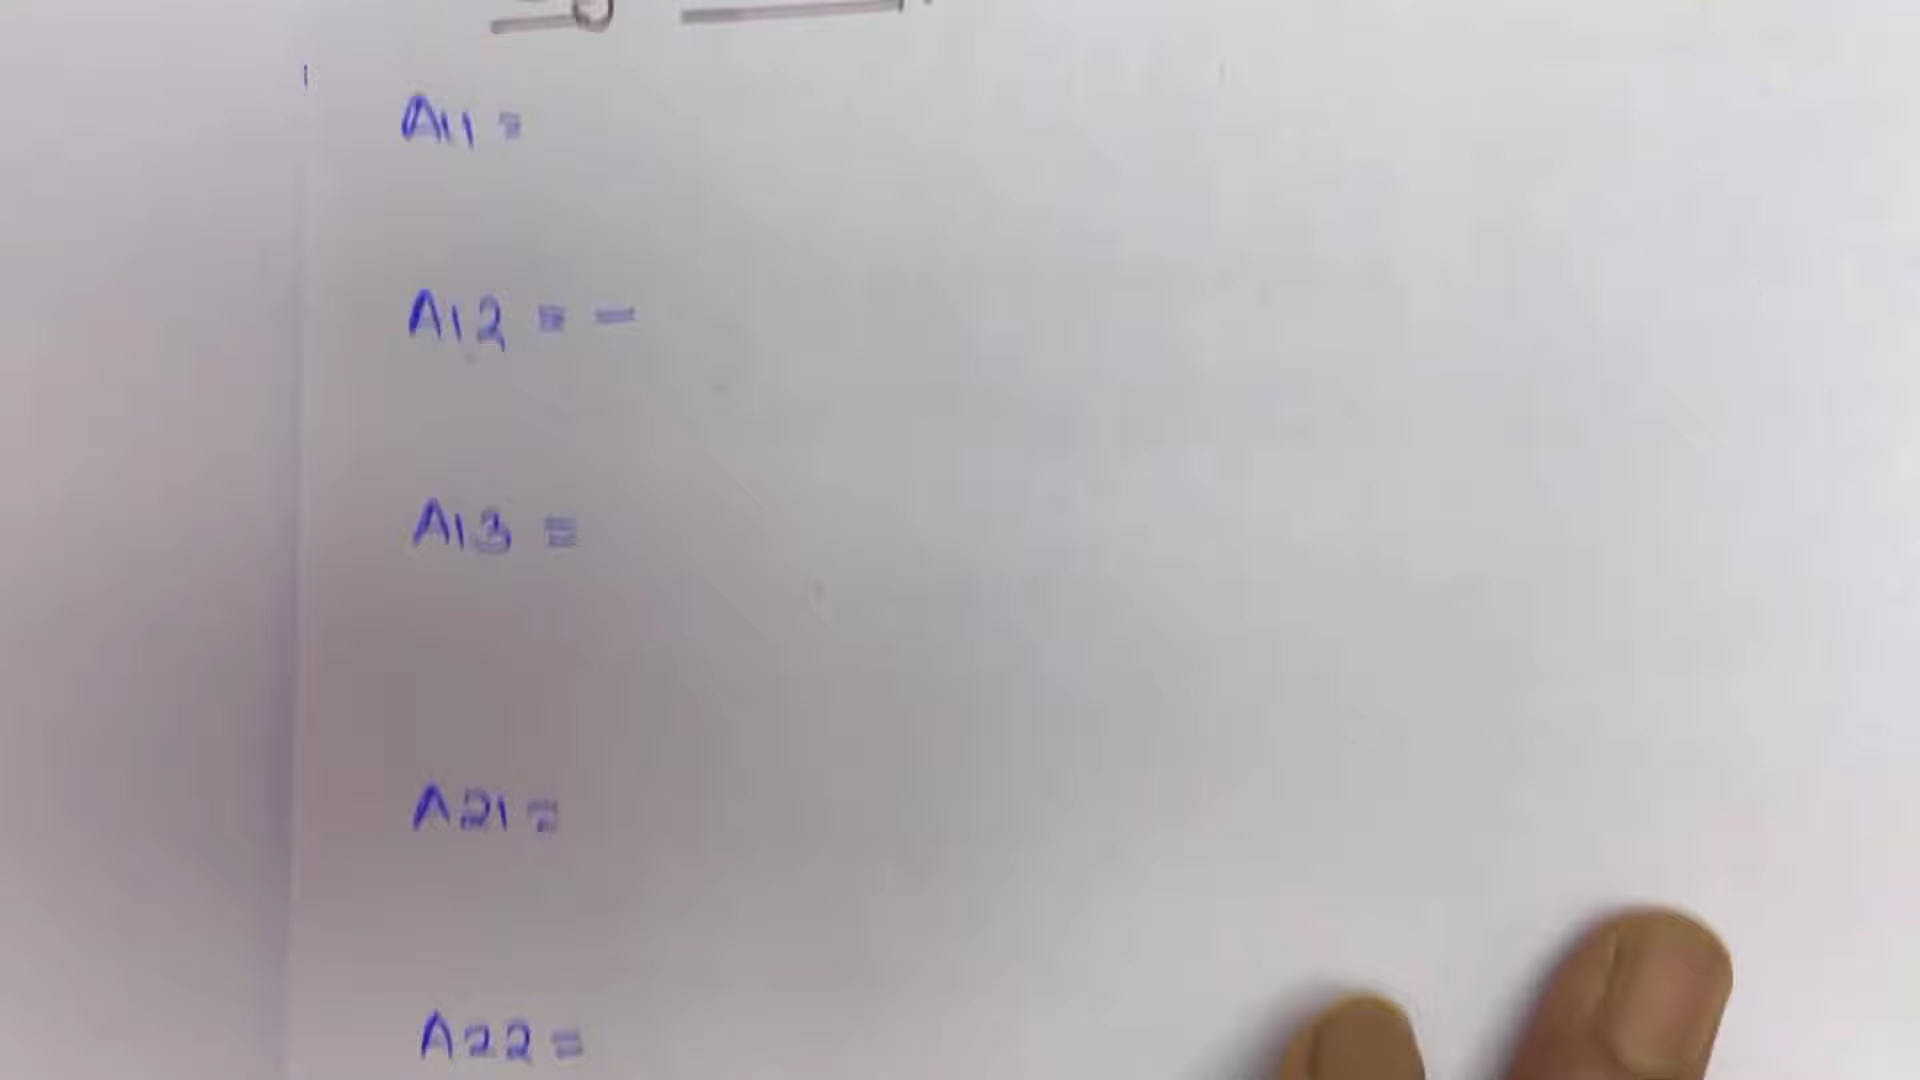 A11 =
A12 = -
A13 =
A21 =
A22 =